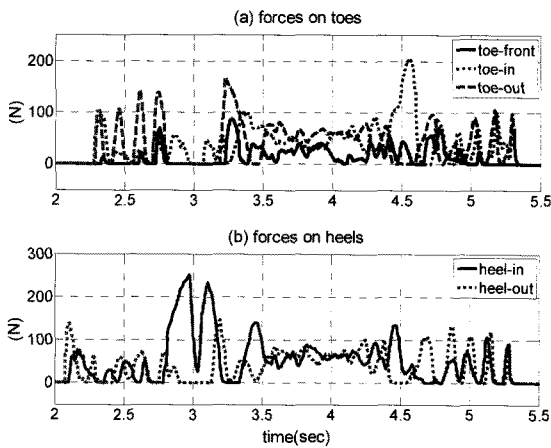 (a) forces on toes
toe-front
toe-in
toe-out
200
100
0
(N)
2 2.5 3 3.5 4 4.5 5 5.5
(b) forces on heels
heel-in
heel-out
300
200
100
0
(N)
2 2.5 3 3.5 4 4.5 5 5.5
time(sec)